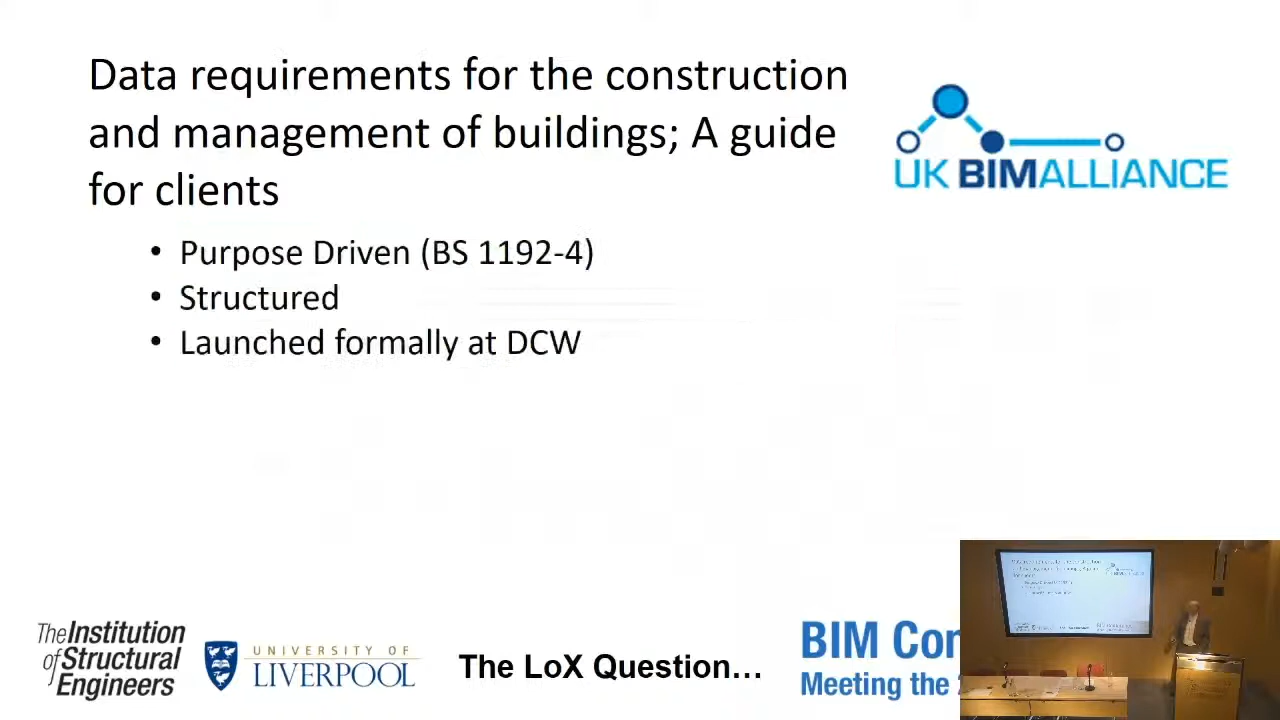 Data requirements for the construction
and management of buildings; A guide
for clients
UK BIMALLIANCE
• Purpose Driven (BS 1192-4)
• Structured
• Launched formally at DCW
The Institution
of Structural
Engineers
UNIVERSITY OF
LIVERPOOL
The LoX Question…
BIM Con
Meeting the